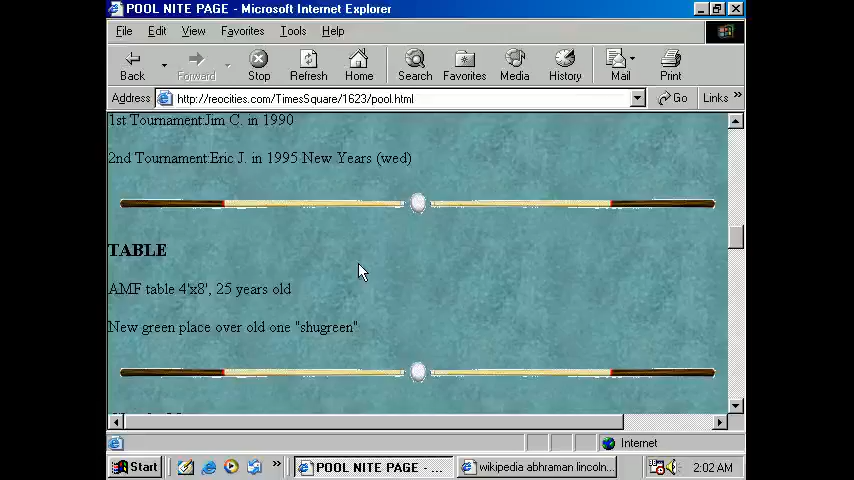 POOL NITE PAGE - Microsoft Internet Explorer
File Edit View Favorites Tools Help
Back Forward Stop Refresh Home Search Favorites Media History Mail Print
Address http://reocities.com/TimesSquare/1623/pool.html Go Links »
1st Tournament:Jim C. in 1990
2nd Tournament:Eric J. in 1995 New Years (wed)
TABLE
AMF table 4'x8', 25 years old
New green place over old one "shugreen"
Internet
Start » POOL NITE PAGE - ... wikipedia abhraman lincoln... 2:02 AM